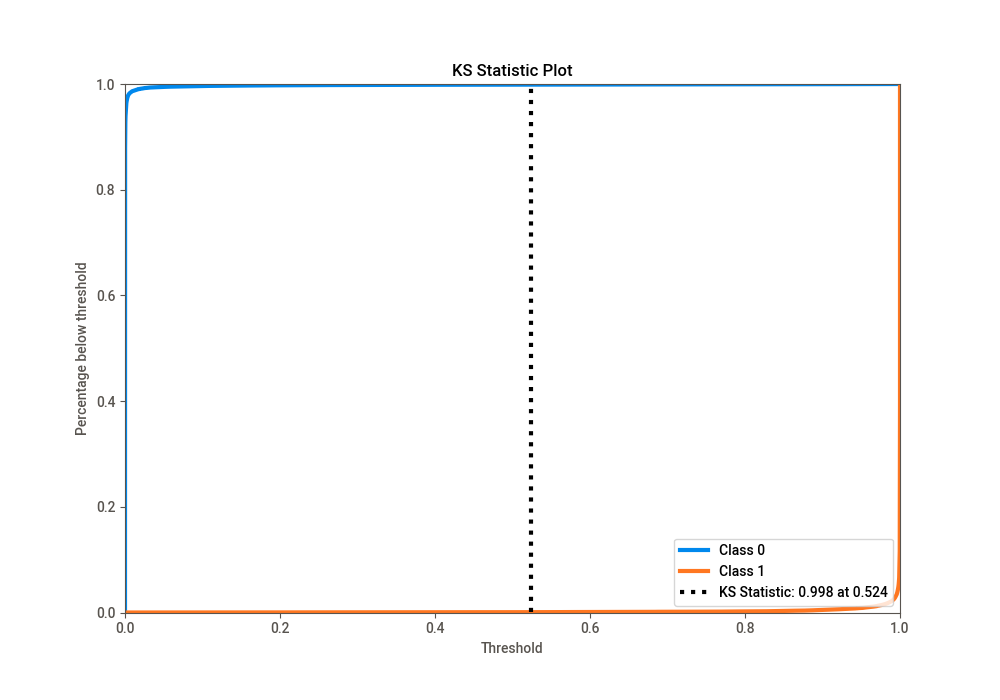 KS Statistic Plot
Percentage below threshold
1.0
0.8
0.6
0.4
0.2
0.0
Class 0
Class 1
KS Statistic: 0.998 at 0.524
0.0 0.2 0.4 0.6 0.8 1.0
Threshold